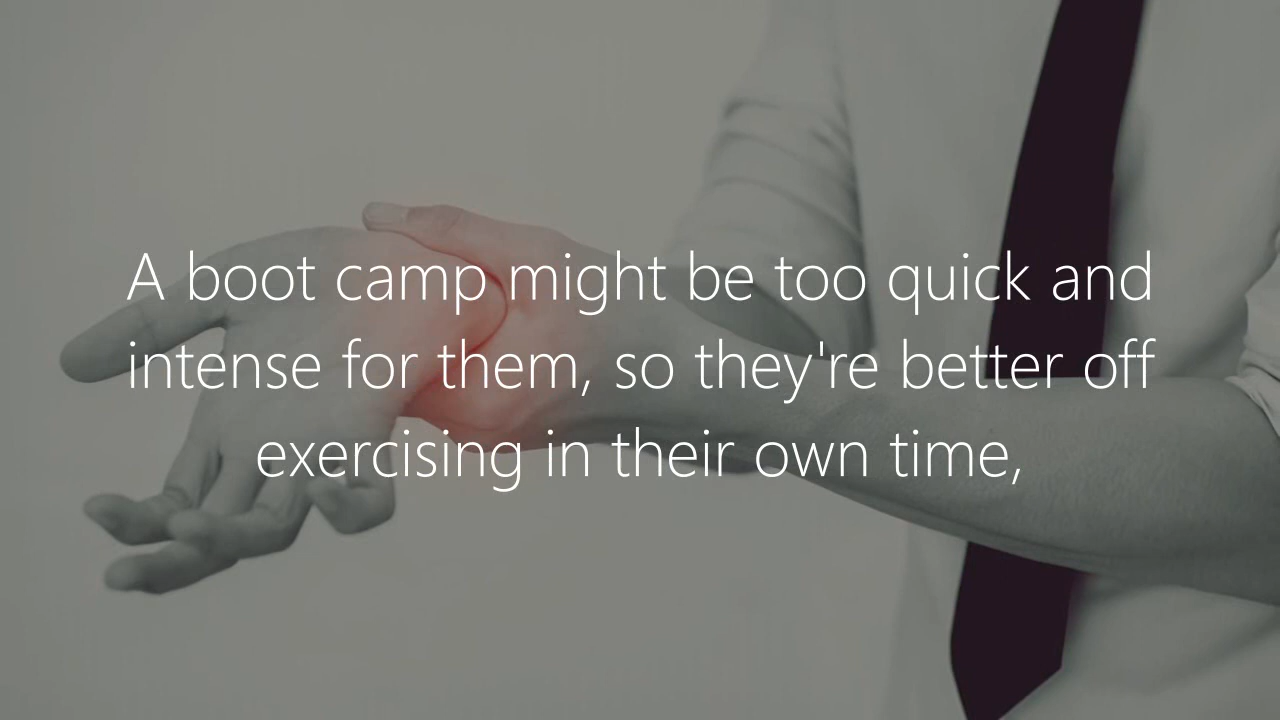 A boot camp might be too quick and
intense for them, so they're better off
exercising in their own time,